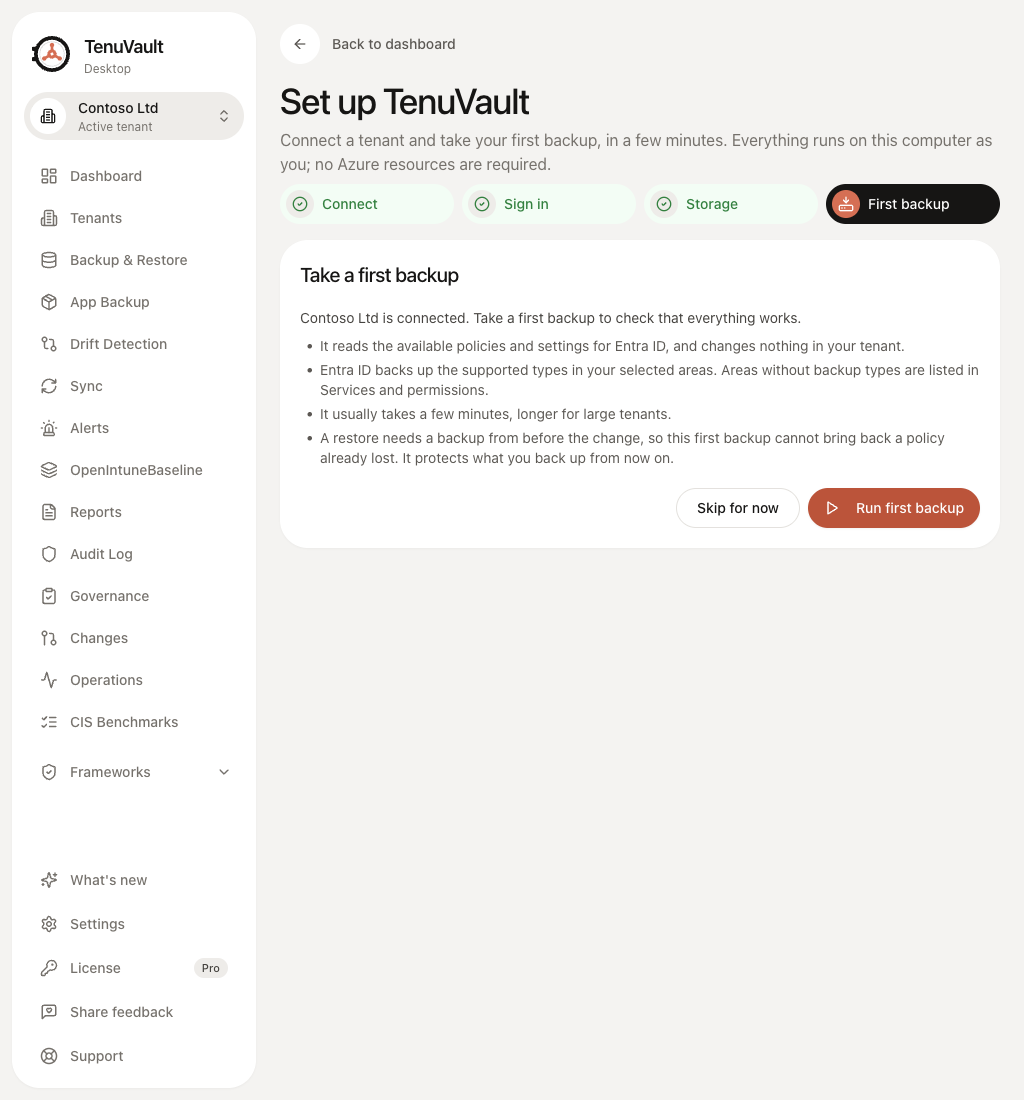 TenuVault
Desktop
Contoso Ltd
Active tenant
Dashboard
Tenants
Backup & Restore
App Backup
Drift Detection
Sync
Alerts
OpenIntuneBaseline
Reports
Audit Log
Governance
Changes
Operations
CIS Benchmarks
Frameworks
What's new
Settings
License
Pro
Share feedback
Support
Back to dashboard
Set up TenuVault
Connect a tenant and take your first backup, in a few minutes. Everything runs on this computer as
you; no Azure resources are required.
Connect
Sign in
Storage
First backup
Take a first backup
Contoso Ltd is connected. Take a first backup to check that everything works.
• It reads the available policies and settings for Entra ID, and changes nothing in your tenant.
• Entra ID backs up the supported types in your selected areas. Areas without backup types are listed in
Services and permissions.
• It usually takes a few minutes, longer for large tenants.
• A restore needs a backup from before the change, so this first backup cannot bring back a policy
already lost. It protects what you back up from now on.
Skip for now
Run first backup